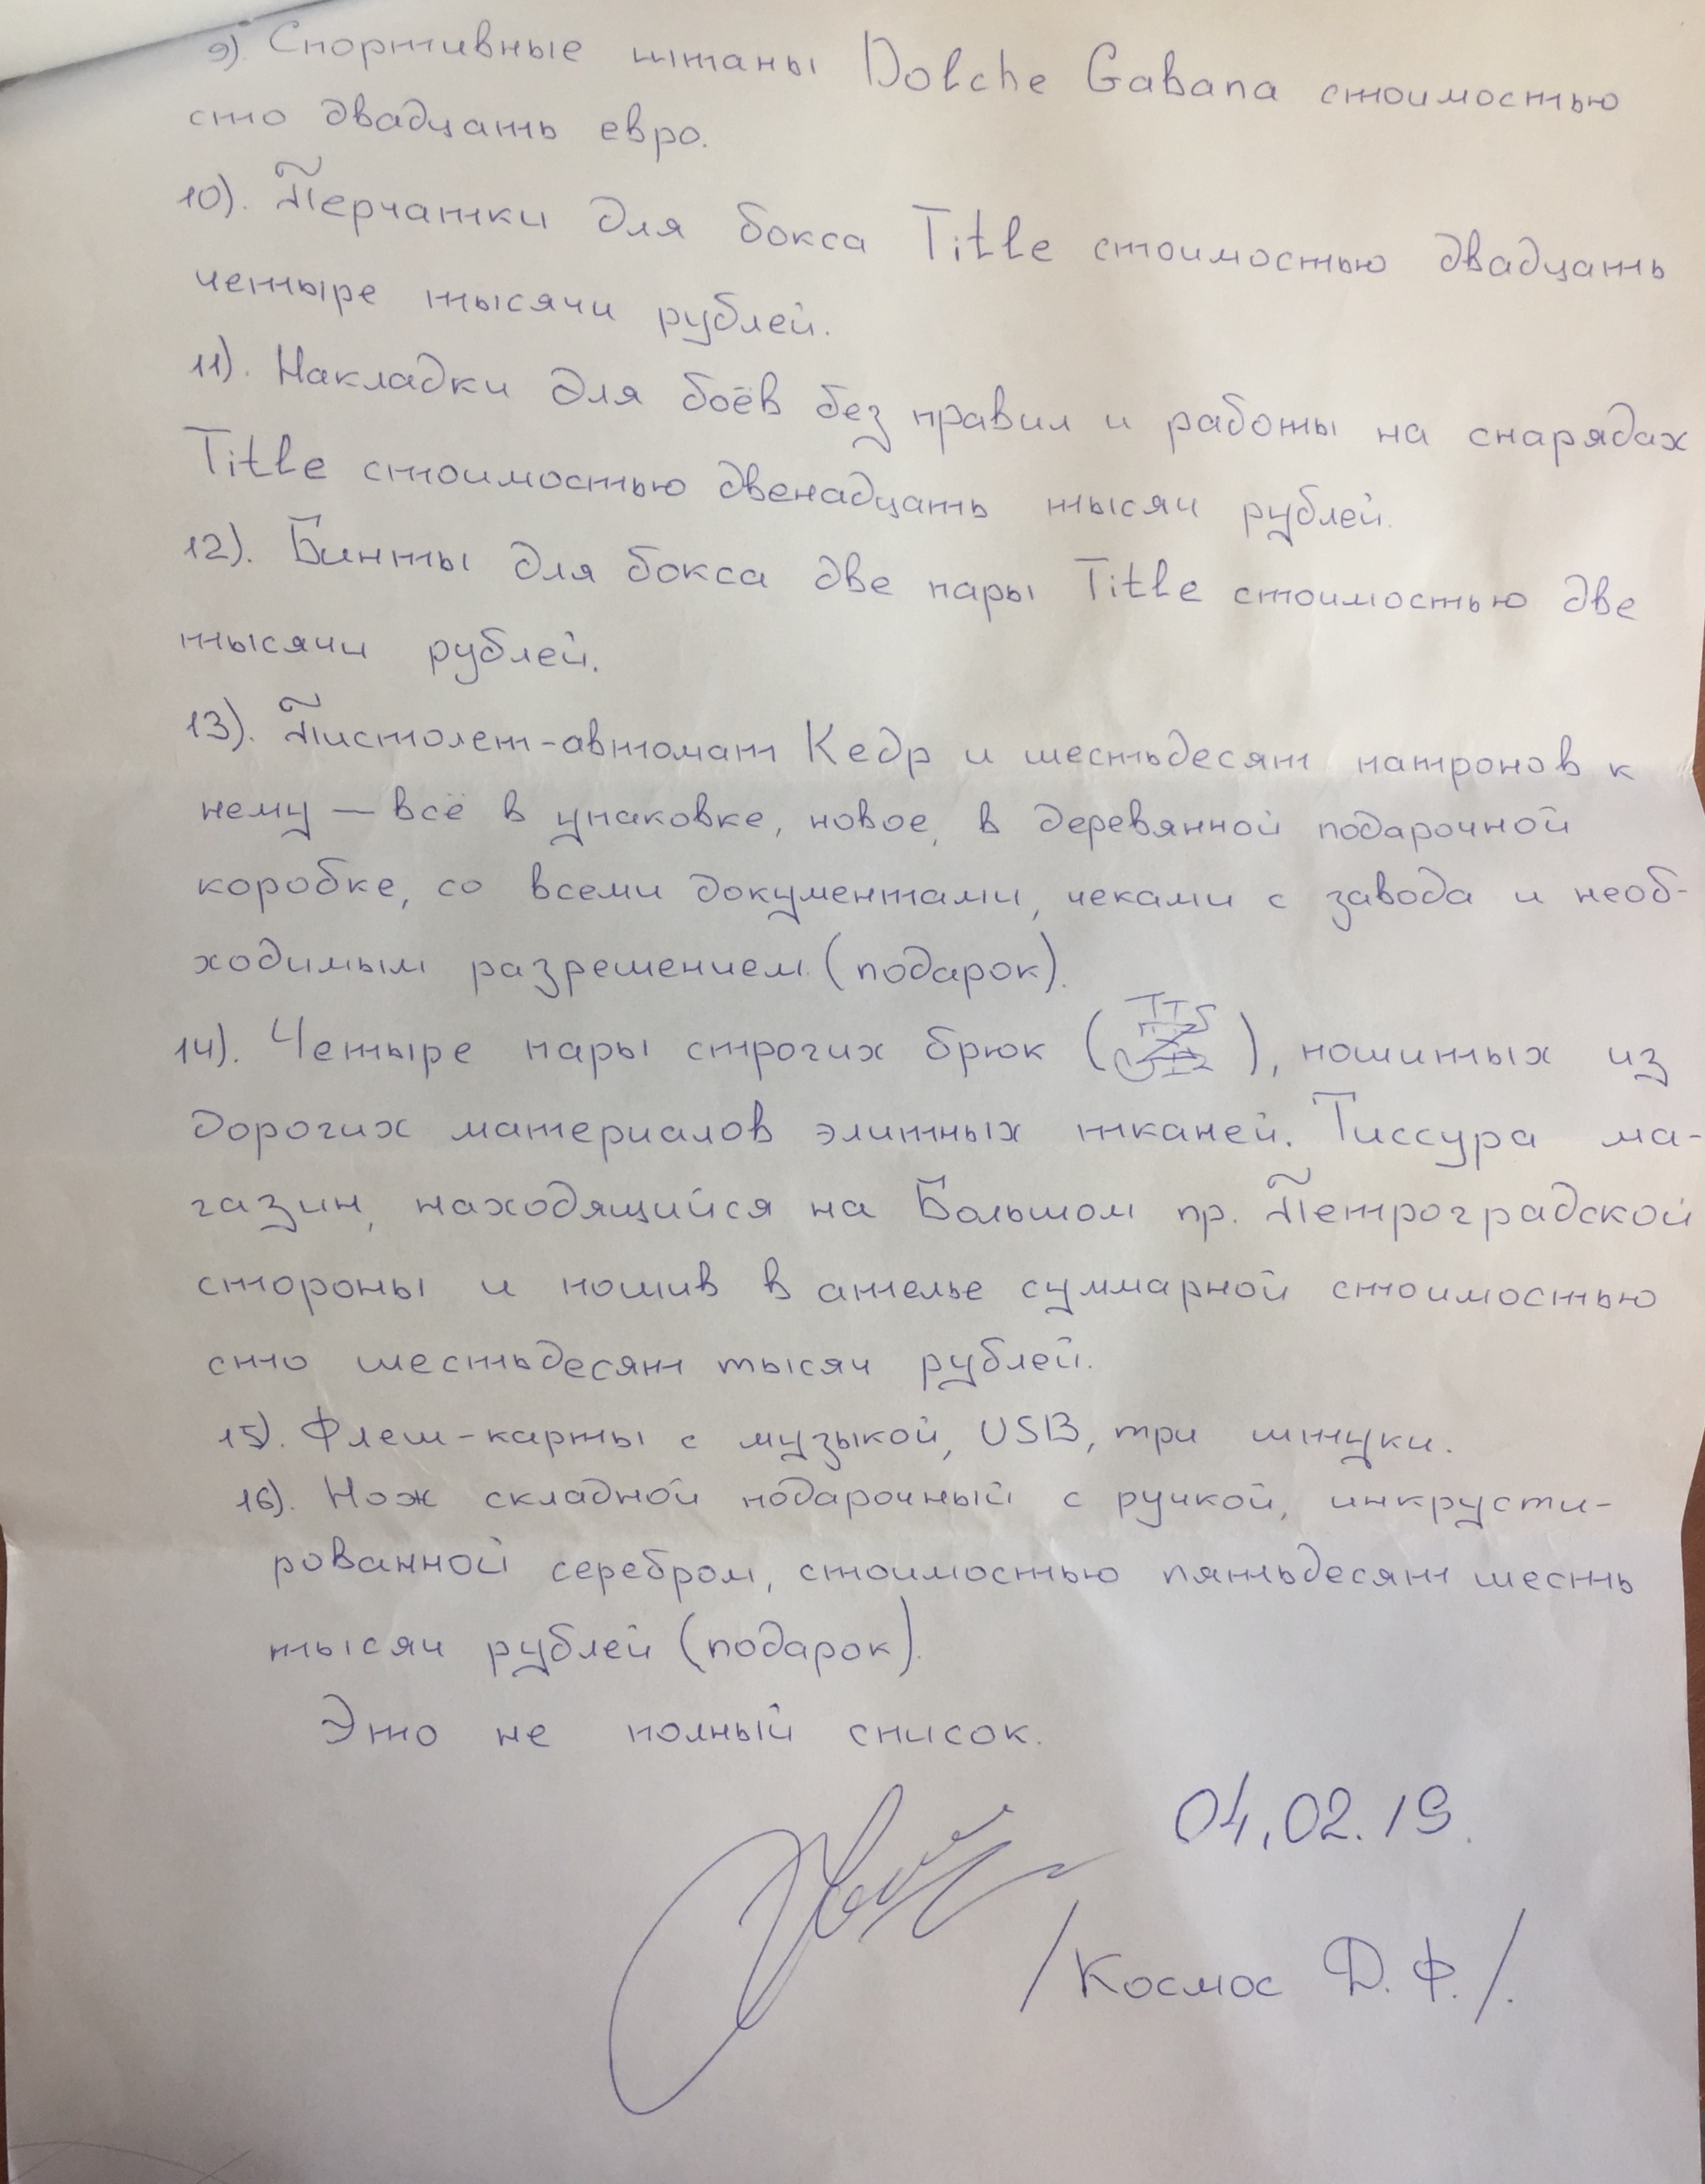 9). Спортивные штаны Dolche Gabana стоимостью
сто двадцать евро.
10). Перчатки для бокса Title стоимостью двадцать
четыре тысячи рублей.
11). Накладки для боёв без правил и работы на снарядах
Title стоимостью двенадцать тысяч рублей.
12). Бинты для бокса две пары Title стоимостью две
тысячи рублей.
13). Пистолет-автомат Кедр и шестьдесят патронов к
нему — всё в упаковке, новое, в деревянной подарочной
коробке, со всеми документами, чеками с завода и необ-
ходимым разрешением (подарок).
14). Четыре пары строгих брюк ( ), пошитых из
дорогих материалов элитных тканей. Тиссура ма-
газин, находящийся на Большом пр. Петроградской
стороны и пошив в ателье суммарной стоимостью
сто шестьдесят тысяч рублей.
15). Флеш-карты с музыкой, USB, три штуки.
16). Нож складной подарочный с ручкой, инкрусти-
рованной серебром, стоимостью пятьдесят шесть
тысяч рублей (подарок).
Это не полный список.
04.02.19.
/Космос Д. Ф./.